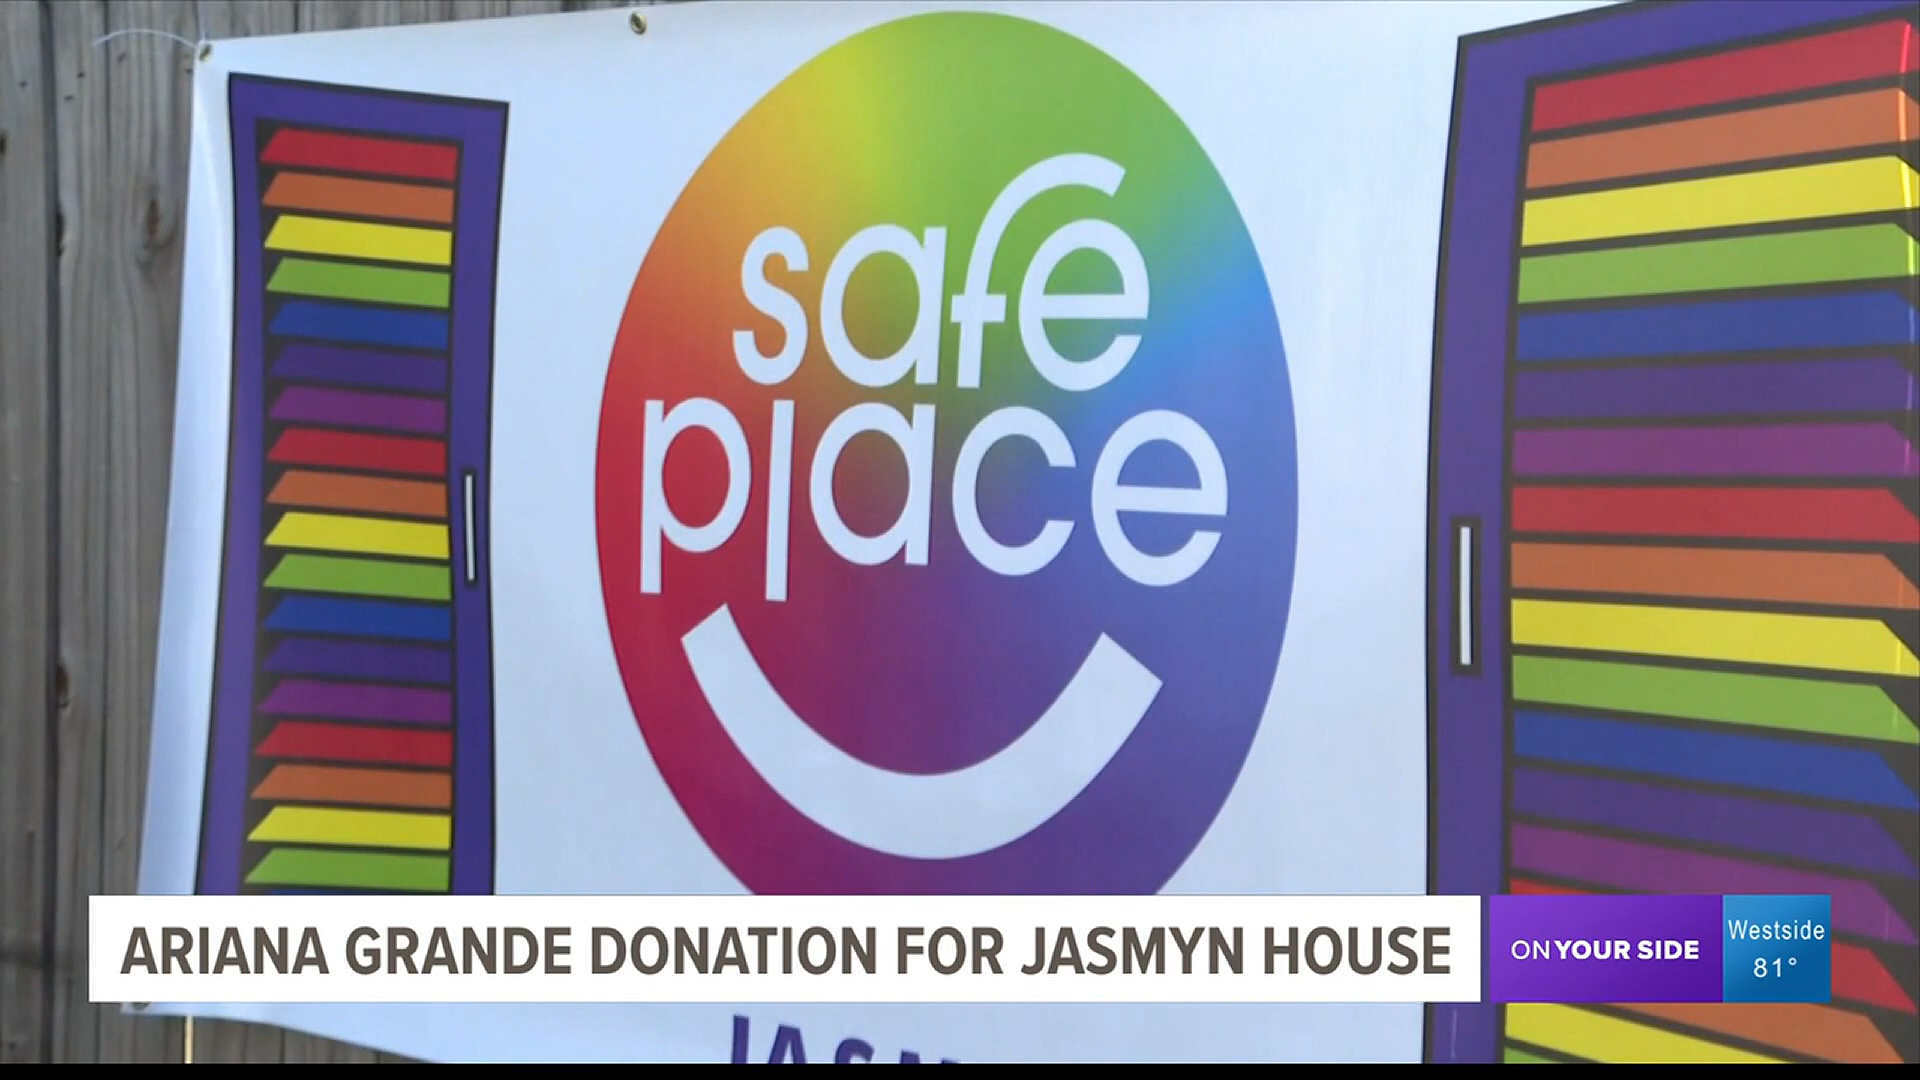 safe
place
ARIANA GRANDE DONATION FOR JASMYN HOUSE
ON YOUR SIDE
Westside
81°